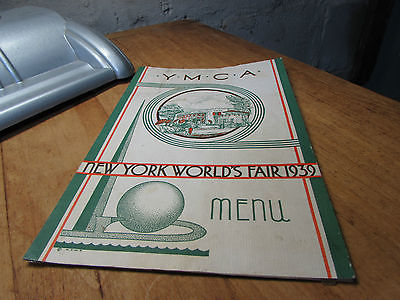 ·Y·M·C·A·
NEW YORK WORLD'S FAIR 1939
MENU